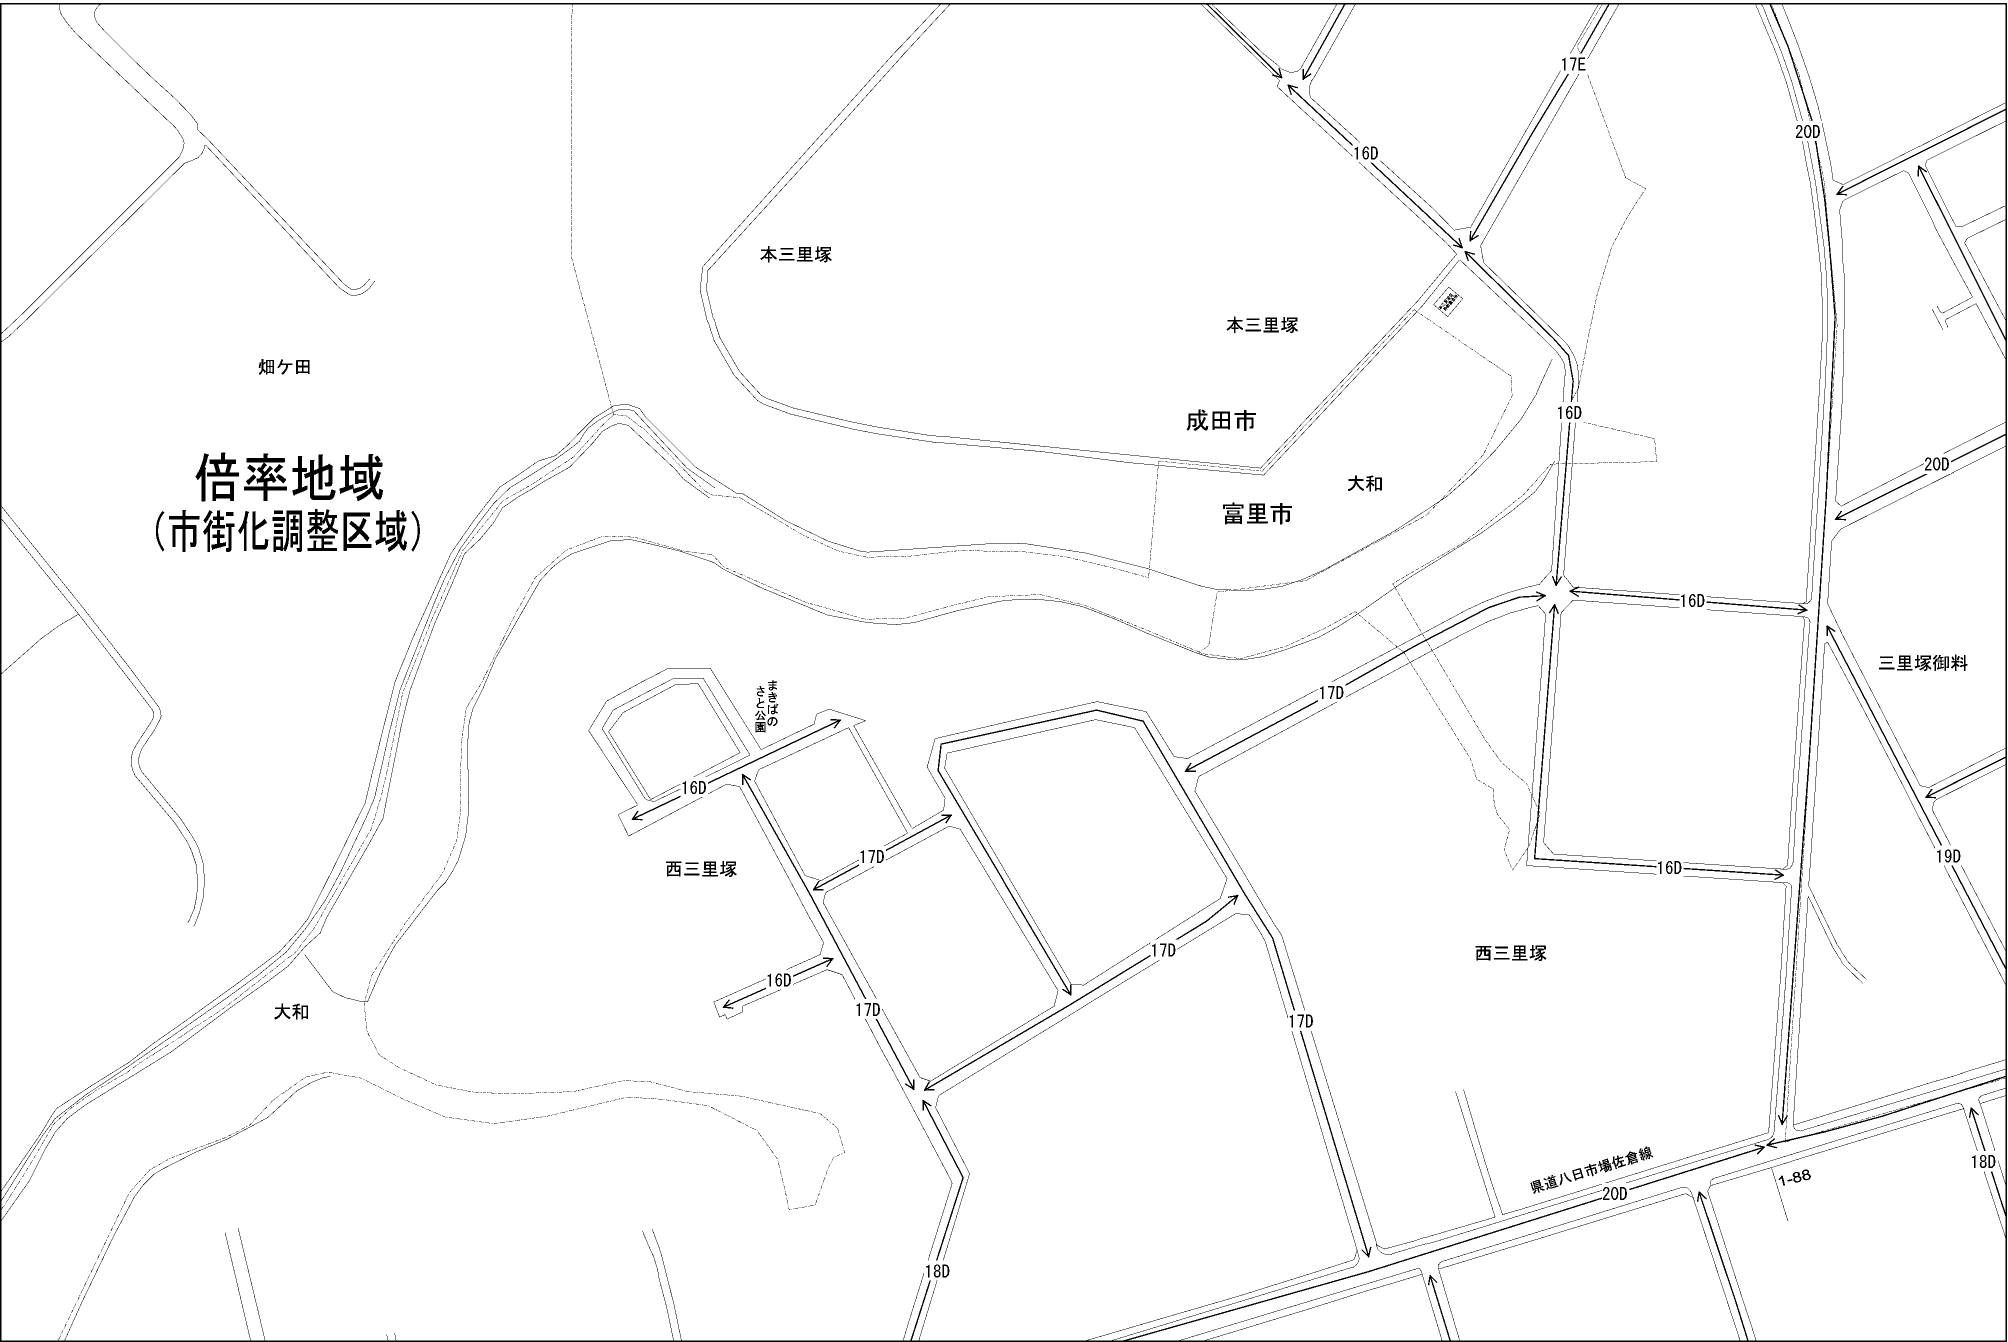 17E
20D
16D
本三里塚
本三里塚
畑ケ田
16D
成田市
20D
倍率地域
大和
富里市
(市街化調整区域)
16D
三里塚御料
17D
まきばの
さと公園
16D
19D
17D
16D
西三里塚
17D
西三里塚
16D
大和
17D
17D
18D
県道八日市場佐倉線
1-88
20D
18D